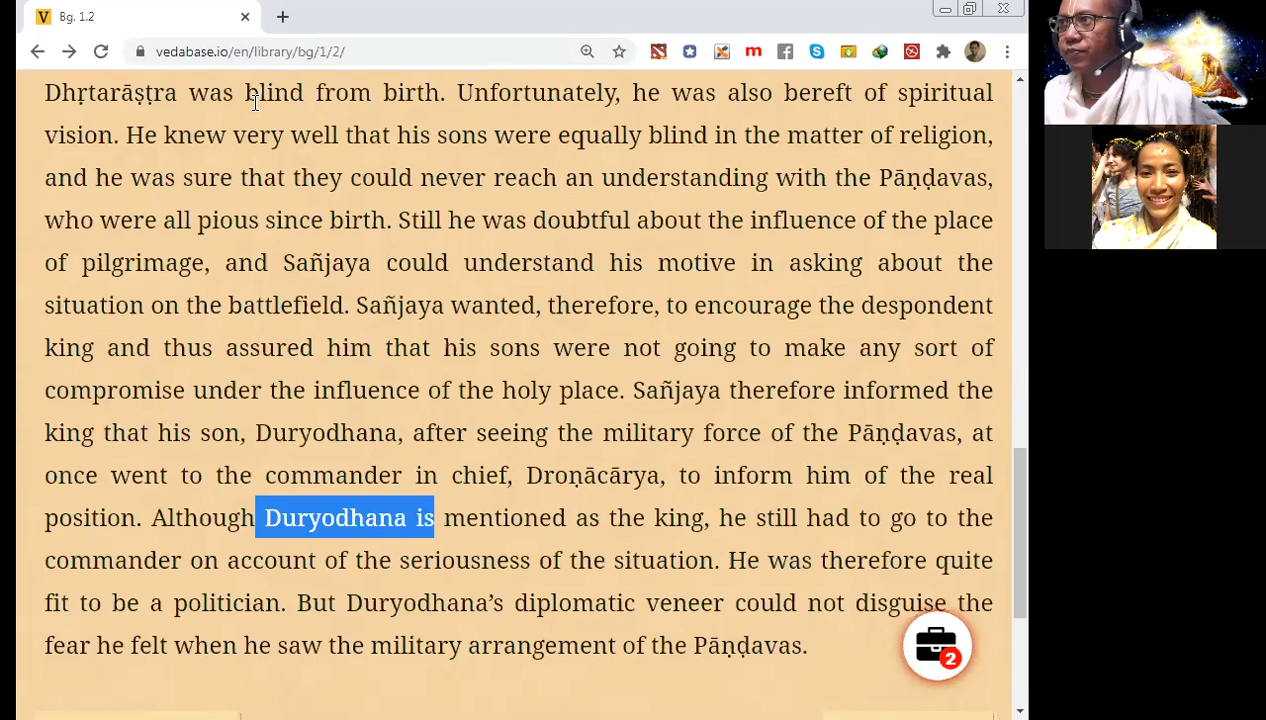 Bg. 1.2
vedabase.io/en/library/bg/1/2/
Dhṛtarāṣṭra was blind from birth. Unfortunately, he was also bereft of spiritual
vision. He knew very well that his sons were equally blind in the matter of religion,
and he was sure that they could never reach an understanding with the Pāṇḍavas,
who were all pious since birth. Still he was doubtful about the influence of the place
of pilgrimage, and Sañjaya could understand his motive in asking about the
situation on the battlefield. Sañjaya wanted, therefore, to encourage the despondent
king and thus assured him that his sons were not going to make any sort of
compromise under the influence of the holy place. Sañjaya therefore informed the
king that his son, Duryodhana, after seeing the military force of the Pāṇḍavas, at
once went to the commander in chief, Droṇācārya, to inform him of the real
position. Although Duryodhana is mentioned as the king, he still had to go to the
commander on account of the seriousness of the situation. He was therefore quite
fit to be a politician. But Duryodhana’s diplomatic veneer could not disguise the
fear he felt when he saw the military arrangement of the Pāṇḍavas.
2